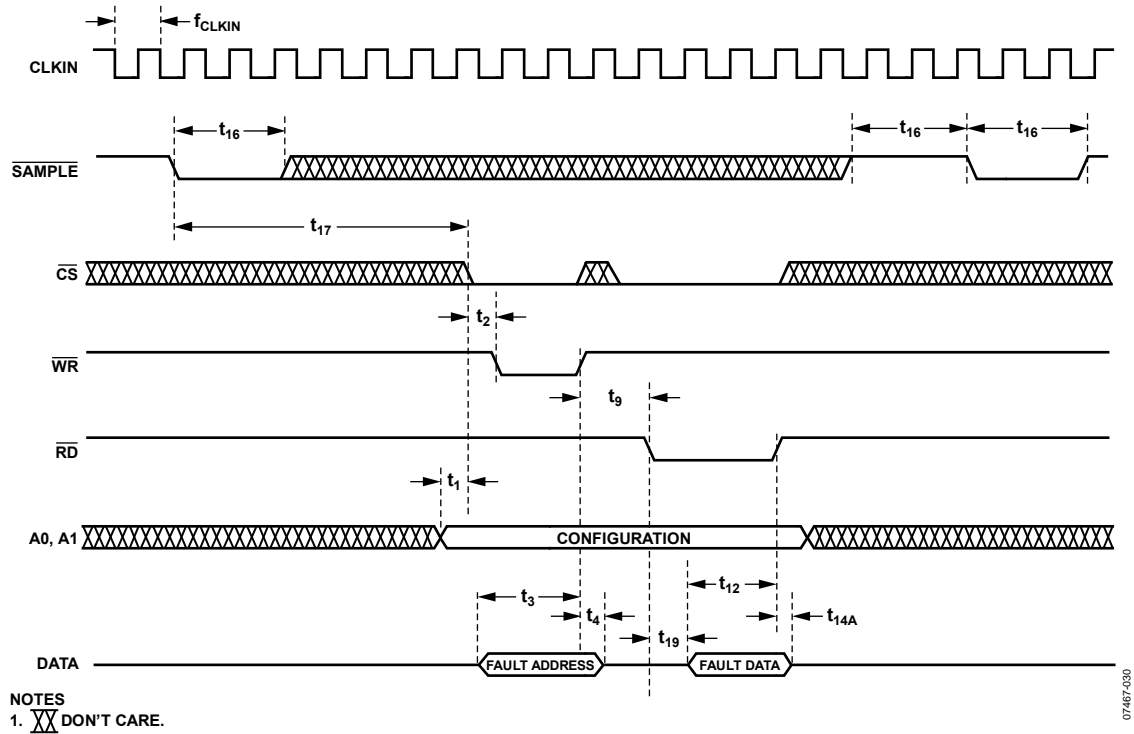 fCLKIN
CLKIN
t16
t16
t16
SAMPLE
t17
CS
t2
WR
t9
RD
t1
A0, A1
CONFIGURATION
t12
t3
t4
t19
t14A
DATA
FAULT ADDRESS
FAULT DATA
NOTES
1. XX DON'T CARE.
07467-030